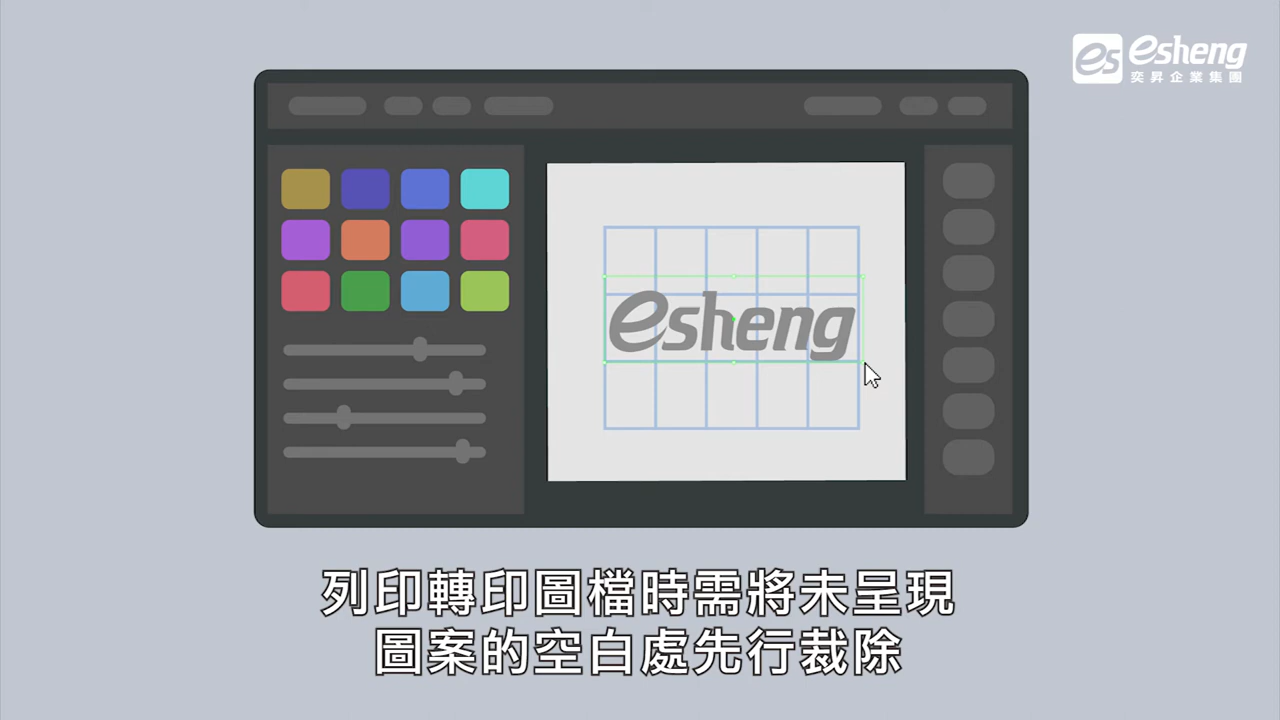 es esheng
奕昇企業集團
esheng
列印轉印圖檔時需將未呈現
圖案的空白處先行裁除